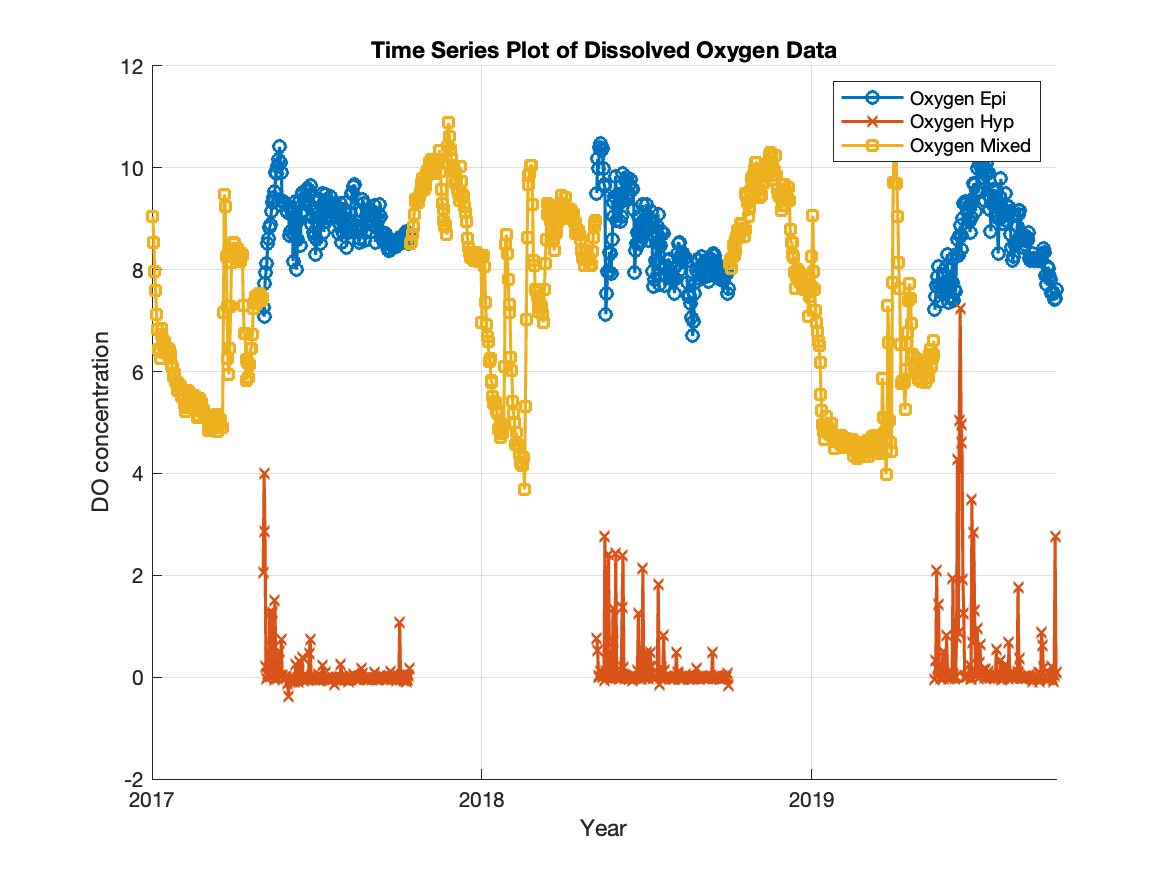 Time Series Plot of Dissolved Oxygen Data
12
10
8
6
4
2
0
-2
DO concentration
Oxygen Epi
Oxygen Hyp
Oxygen Mixed
2017
2018
2019
Year